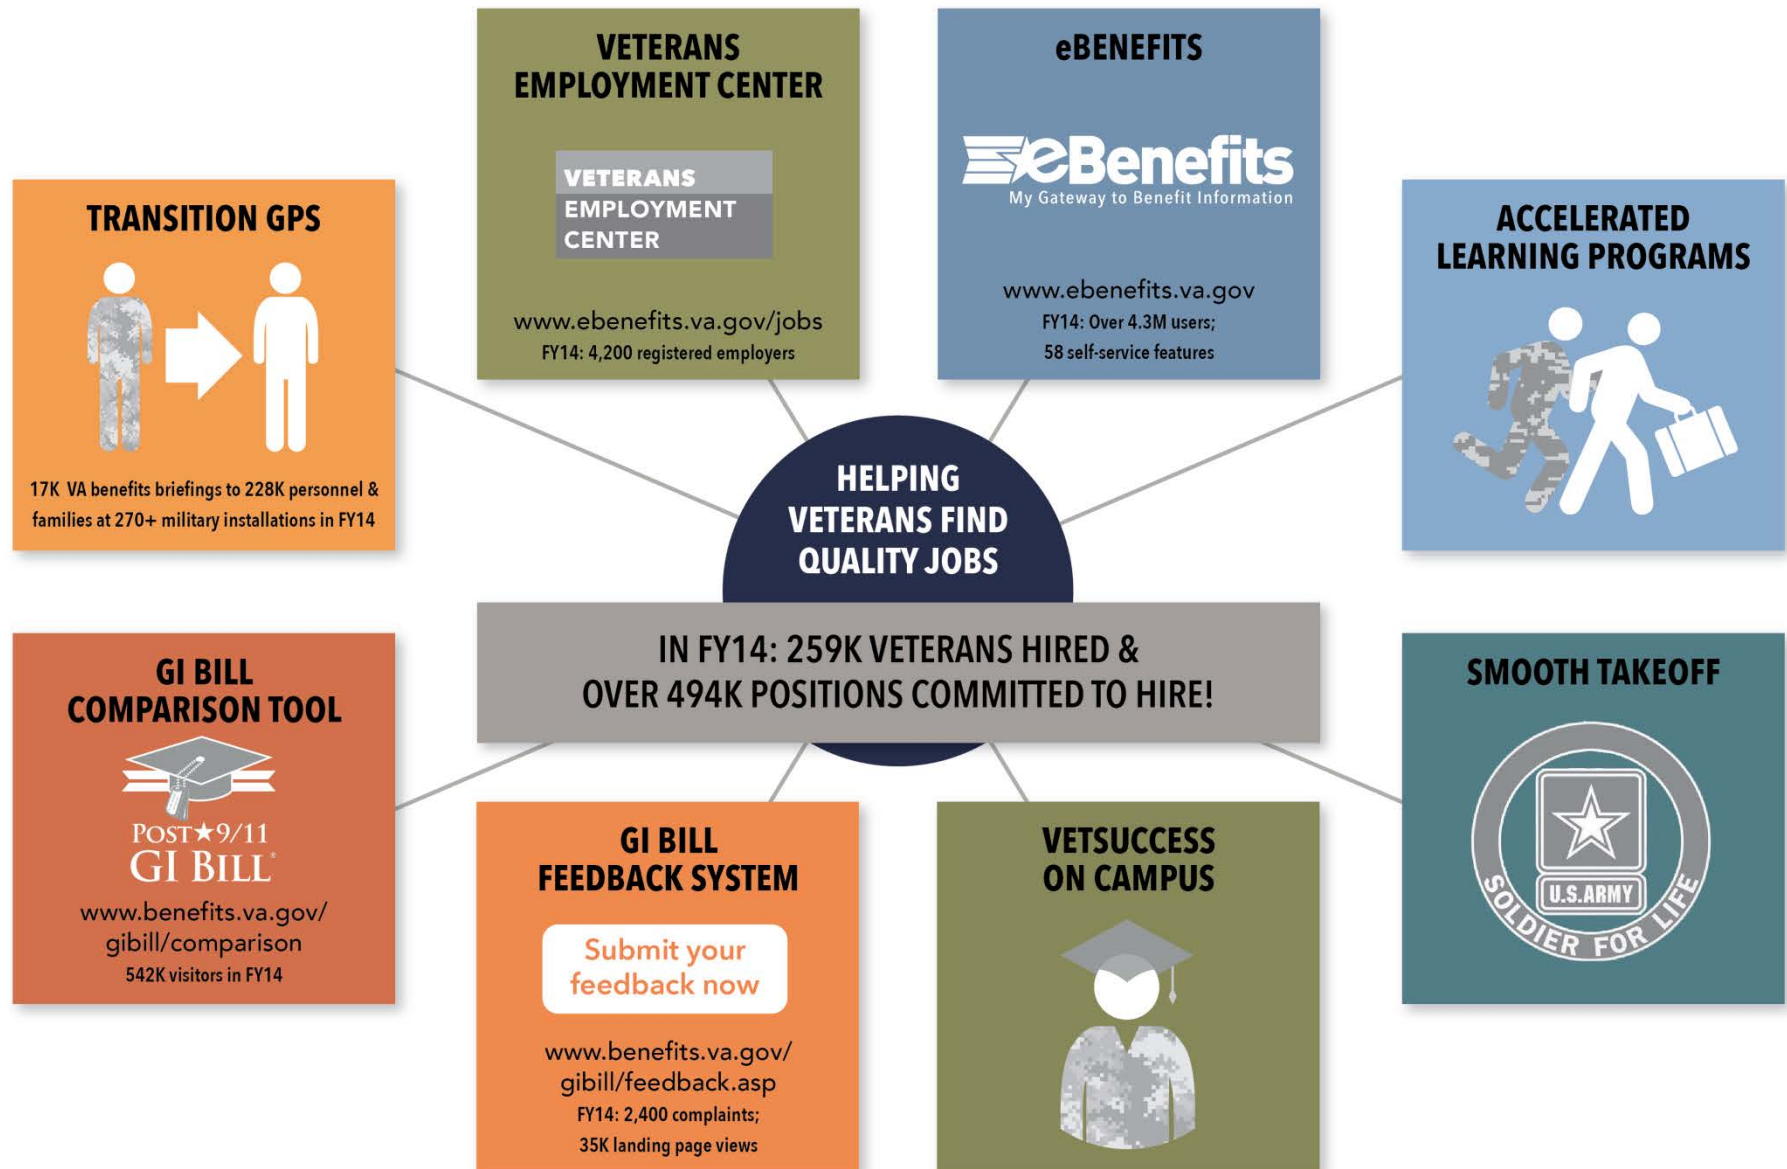 VETERANS
EMPLOYMENT CENTER
VETERANS
EMPLOYMENT
CENTER
www.ebenefits.va.gov/jobs
FY14: 4,200 registered employers
eBENEFITS
eBenefits
My Gateway to Benefit Information
www.ebenefits.va.gov
FY14: Over 4.3M users;
58 self-service features
TRANSITION GPS
17K VA benefits briefings to 228K personnel &
families at 270+ military installations in FY14
ACCELERATED
LEARNING PROGRAMS
HELPING
VETERANS FIND
QUALITY JOBS
IN FY14: 259K VETERANS HIRED &
OVER 494K POSITIONS COMMITTED TO HIRE!
GI BILL
COMPARISON TOOL
POST★9/11
GI BILL®
www.benefits.va.gov/
gibill/comparison
542K visitors in FY14
GI BILL
FEEDBACK SYSTEM
Submit your
feedback now
www.benefits.va.gov/
gibill/feedback.asp
FY14: 2,400 complaints;
35K landing page views
VETSUCCESS
ON CAMPUS
SMOOTH TAKEOFF
U.S.ARMY
SOLDIER FOR LIFE